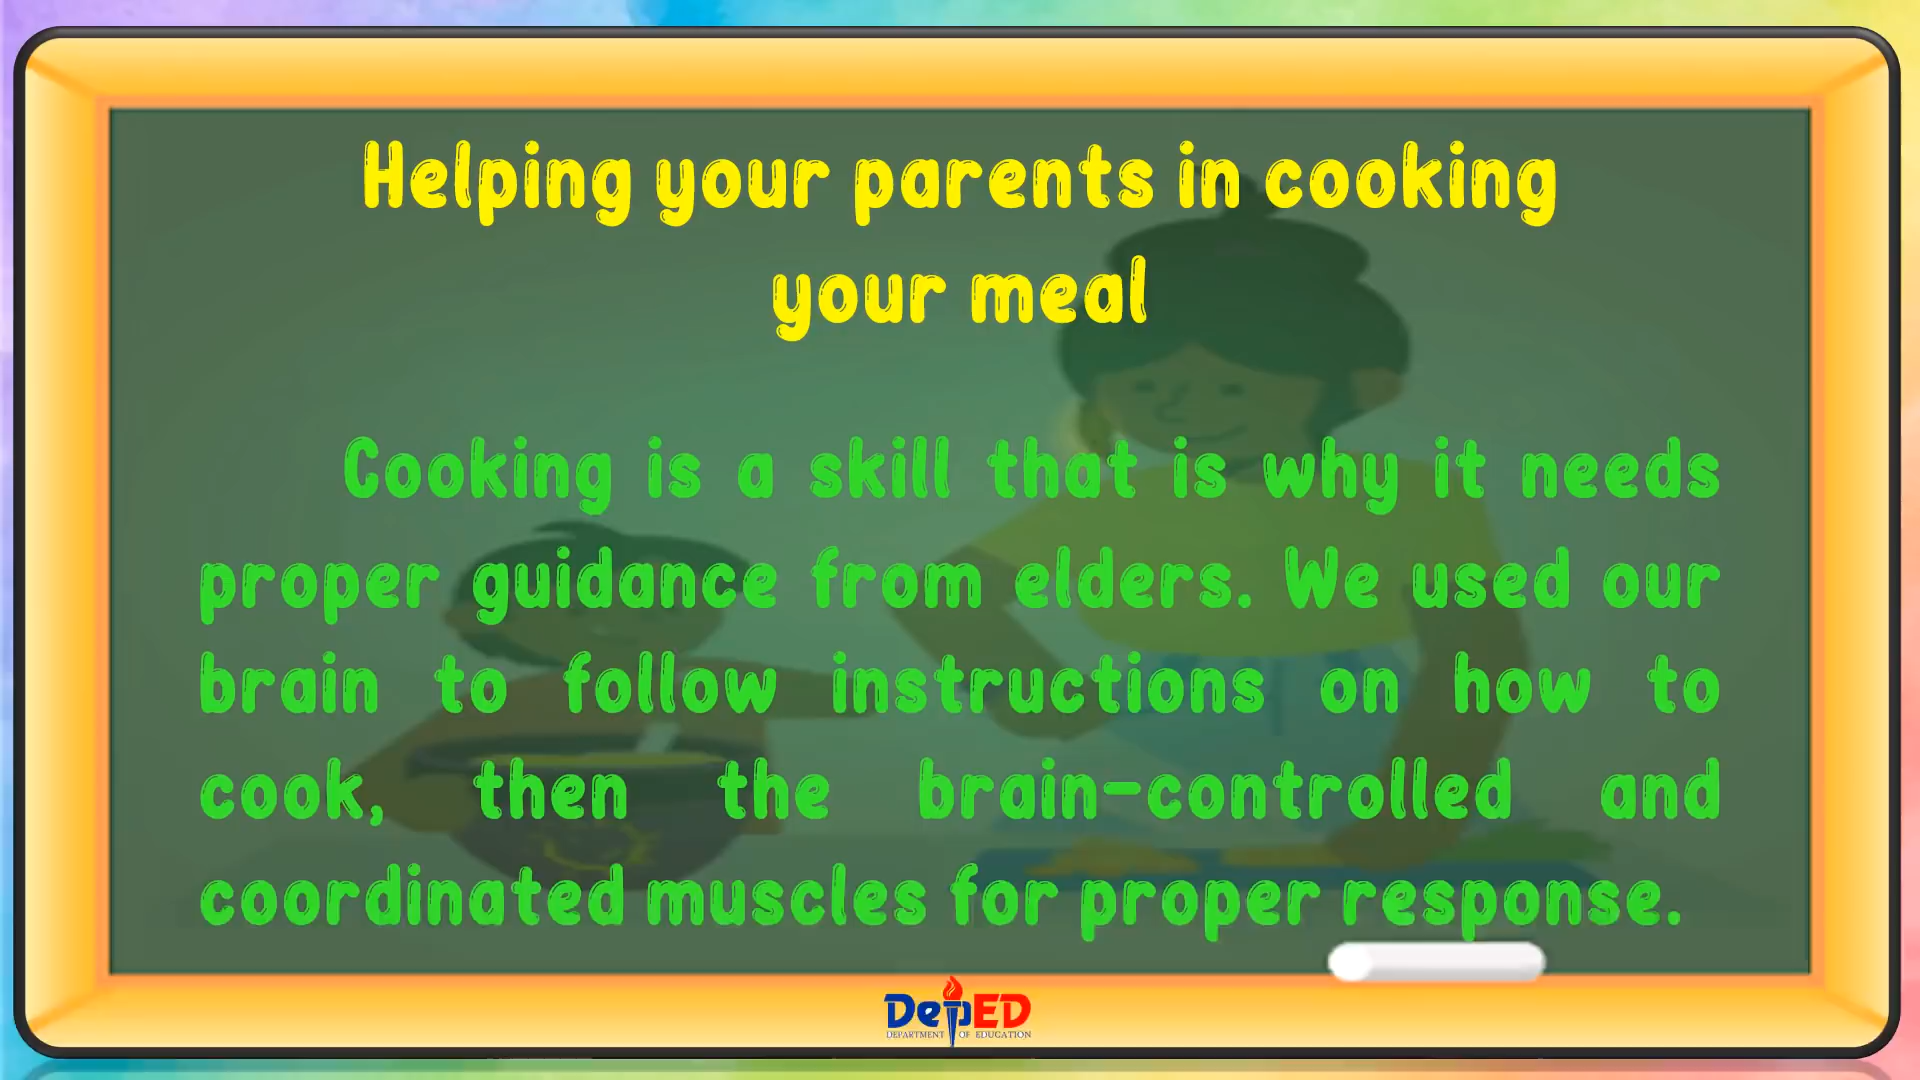 Helping your parents in cooking
your meal
Cooking is a skill that is why it needs
proper guidance from elders. We used our
brain to follow instructions on how to
cook, then the brain-controlled and
coordinated muscles for proper response.
DepED
DEPARTMENT OF EDUCATION